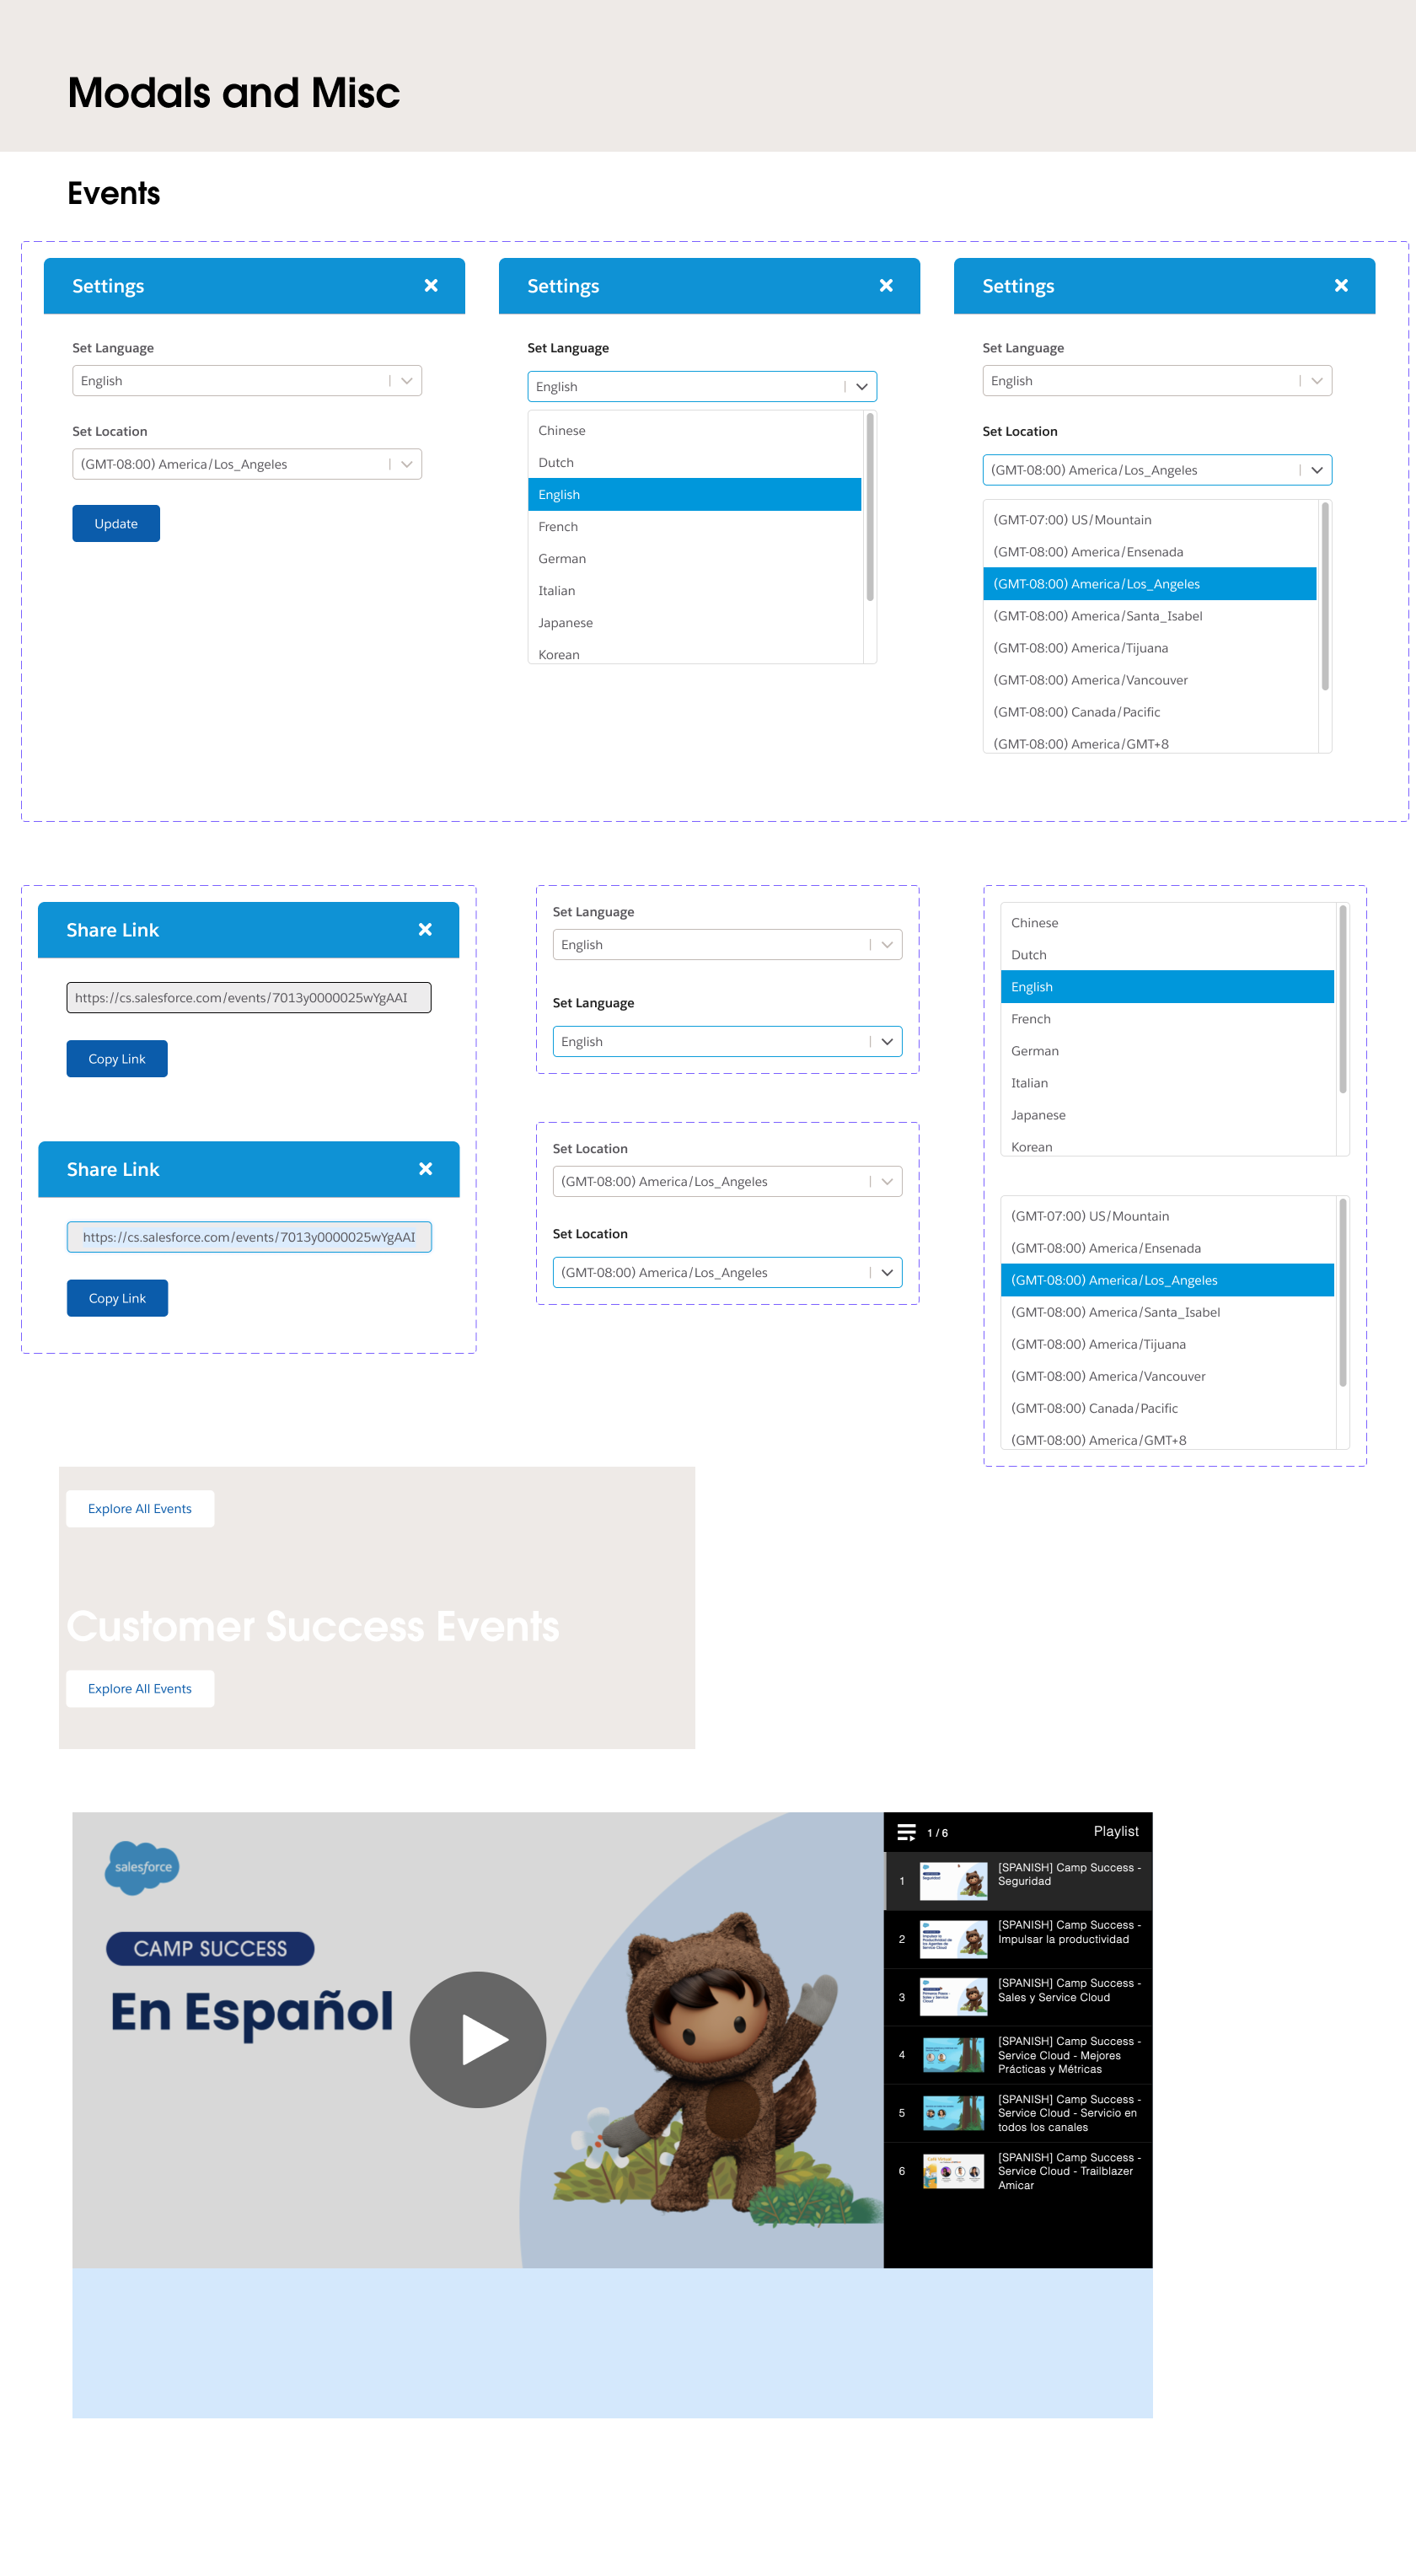 Modals and Misc
Events
Settings
Set Language
English
Set Location
(GMT-08:00) America/Los_Angeles
Update
Settings
Set Language
English
Chinese
Dutch
English
French
German
Italian
Japanese
Korean
Settings
Set Language
English
Set Location
(GMT-08:00) America/Los_Angeles
(GMT-07:00) US/Mountain
(GMT-08:00) America/Ensenada
(GMT-08:00) America/Los_Angeles
(GMT-08:00) America/Santa_Isabel
(GMT-08:00) America/Tijuana
(GMT-08:00) America/Vancouver
(GMT-08:00) Canada/Pacific
(GMT-08:00) America/GMT+8
Share Link
https://cs.salesforce.com/events/7013y0000025wYgAAI
Copy Link
Share Link
https://cs.salesforce.com/events/7013y0000025wYgAAI
Copy Link
Set Language
English
Set Language
English
Set Location
(GMT-08:00) America/Los_Angeles
Set Location
(GMT-08:00) America/Los_Angeles
Chinese
Dutch
English
French
German
Italian
Japanese
Korean
(GMT-07:00) US/Mountain
(GMT-08:00) America/Ensenada
(GMT-08:00) America/Los_Angeles
(GMT-08:00) America/Santa_Isabel
(GMT-08:00) America/Tijuana
(GMT-08:00) America/Vancouver
(GMT-08:00) Canada/Pacific
(GMT-08:00) America/GMT+8
Explore All Events
Customer Success Events
Explore All Events
salesforce
CAMP SUCCESS
En Español
1 / 6
Playlist
1
[SPANISH] Camp Success -
Seguridad
2
[SPANISH] Camp Success -
Impulsar la productividad
3
[SPANISH] Camp Success -
Sales y Service Cloud
4
[SPANISH] Camp Success -
Service Cloud - Mejores
Prácticas y Métricas
5
[SPANISH] Camp Success -
Service Cloud - Servicio en
todos los canales
6
[SPANISH] Camp Success -
Service Cloud - Trailblazer
Amicar